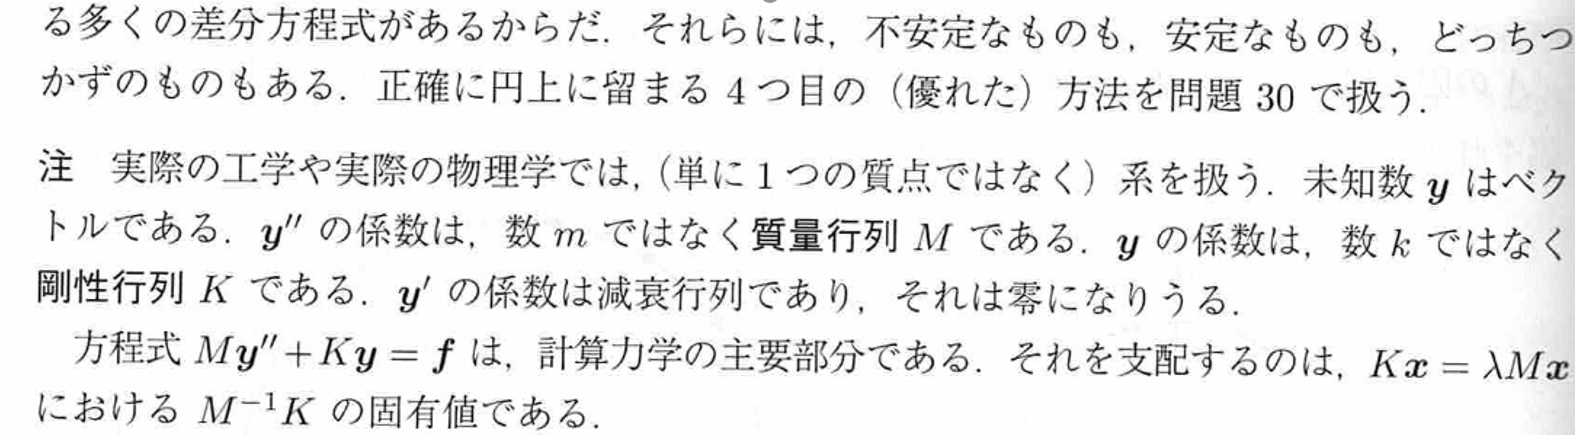 る多くの差分方程式があるからだ．それらには，不安定なものも，安定なものも，どっちつ
かずのものもある．正確に円上に留まる 4 つ目の（優れた）方法を問題 30 で扱う．
注　実際の工学や実際の物理学では，（単に 1 つの質点ではなく）系を扱う．未知数 y はベク
トルである．y″ の係数は，数 m ではなく質量行列 M である．y の係数は，数 k ではなく
剛性行列 K である．y′ の係数は減衰行列であり，それは零になりうる．
方程式 My″+Ky = f は，計算力学の主要部分である．それを支配するのは，Kx = λMx
における M⁻¹K の固有値である．